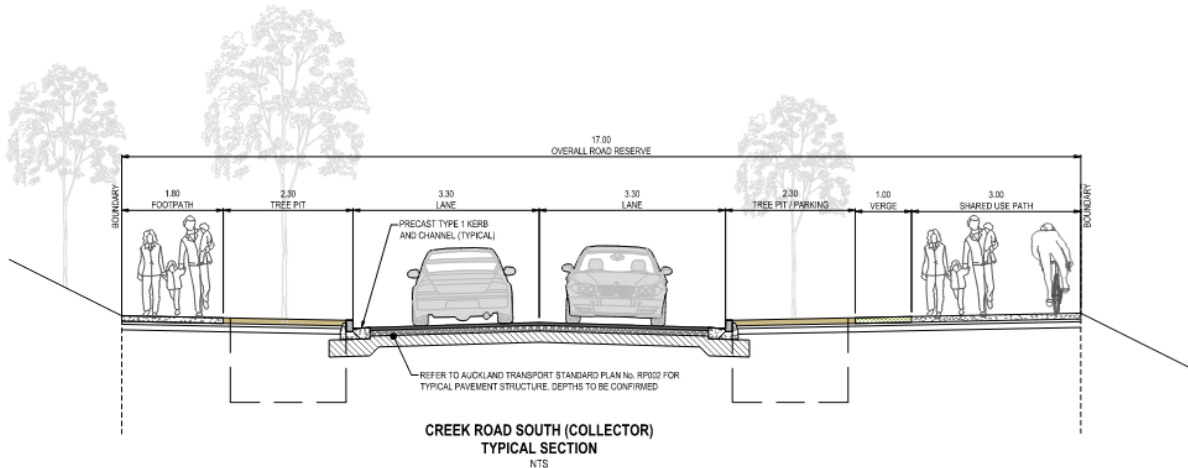 17.00
OVERALL ROAD RESERVE
BOUNDARY
1.80
FOOTPATH
2.30
TREE PIT
3.30
LANE
3.30
LANE
2.30
TREE PIT / PARKING
1.00
VERGE
3.00
SHARED USE PATH
BOUNDARY
PRECAST TYPE 1 KERB
AND CHANNEL (TYPICAL)
REFER TO AUCKLAND TRANSPORT STANDARD PLAN No. RP002 FOR
TYPICAL PAVEMENT STRUCTURE. DEPTHS TO BE CONFIRMED
CREEK ROAD SOUTH (COLLECTOR)
TYPICAL SECTION
NTS